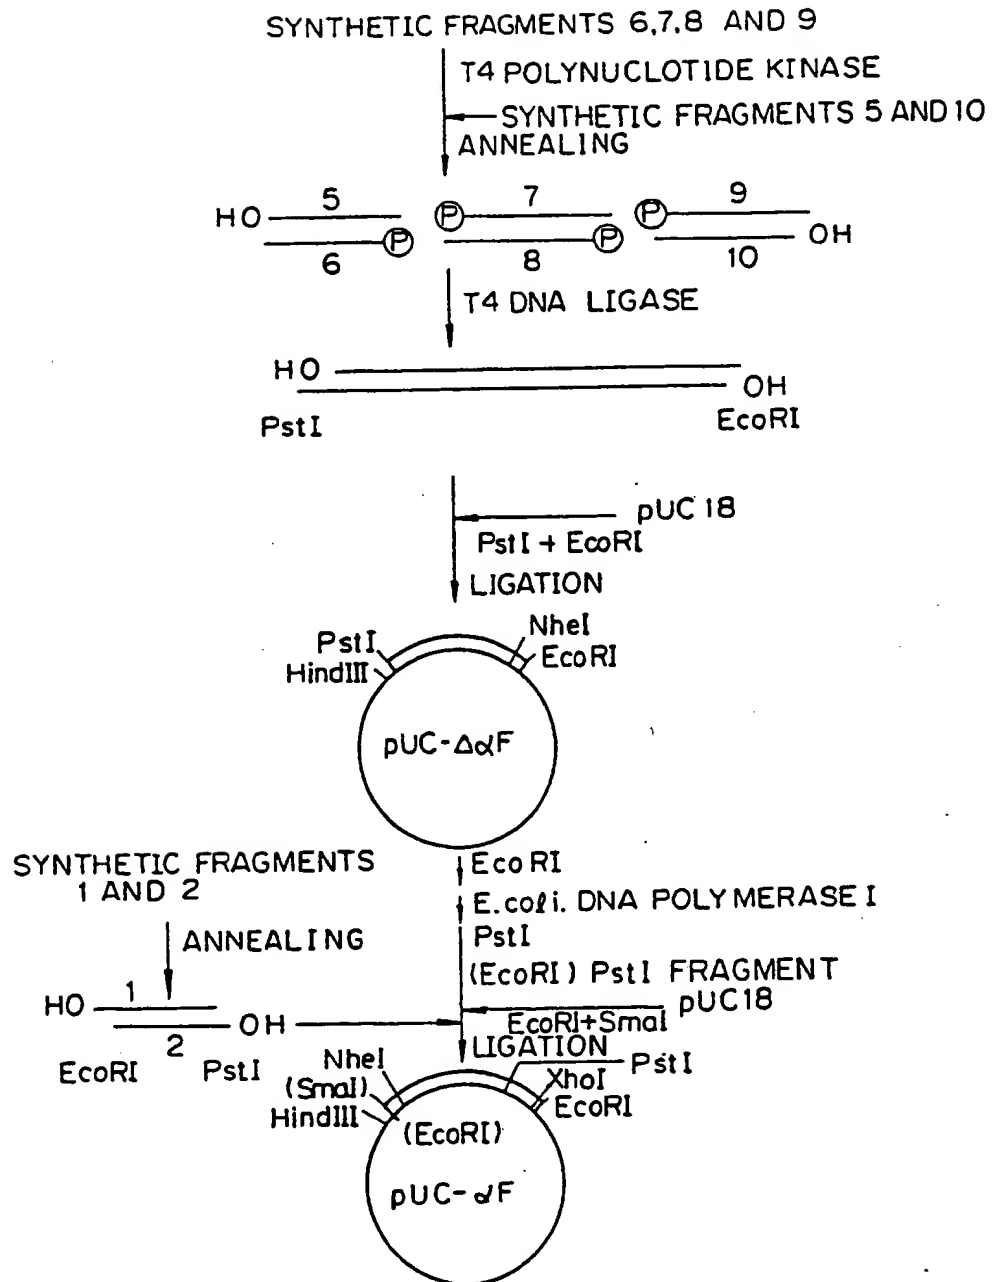 SYNTHETIC FRAGMENTS 6,7,8 AND 9
T4 POLYNUCLOTIDE KINASE
SYNTHETIC FRAGMENTS 5 AND 10
ANNEALING
5 7 9
HO P P
P P OH
6 8 10
T4 DNA LIGASE
HO
OH
PstI EcoRI
pUC 18
PstI + EcoRI
LIGATION
NheI
PstI EcoRI
HindIII
pUC-ΔαF
SYNTHETIC FRAGMENTS
1 AND 2
ANNEALING
HO 1
2 OH
EcoRI PstI
EcoRI
E.coli. DNA POLYMERASE I
PstI
(EcoRI) PstI FRAGMENT
pUC18
EcoRI+SmaI
LIGATION
NheI PstI
(SmaI) XhoI
HindIII EcoRI
(EcoRI)
pUC-αF